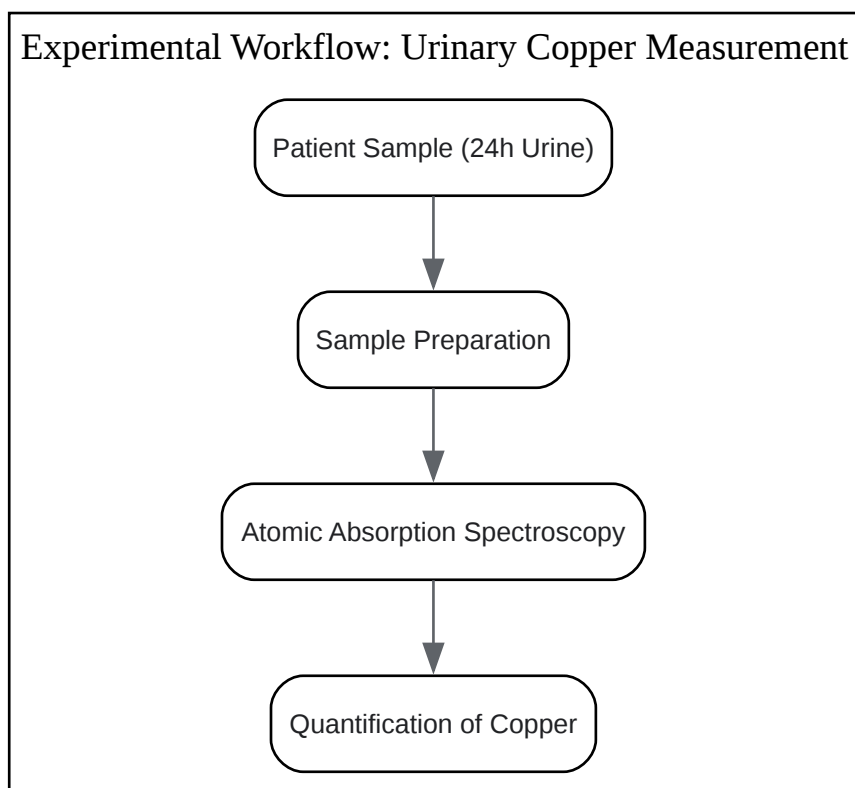 Experimental Workflow: Urinary Copper Measurement
Patient Sample (24h Urine)
Sample Preparation
Atomic Absorption Spectroscopy
Quantification of Copper